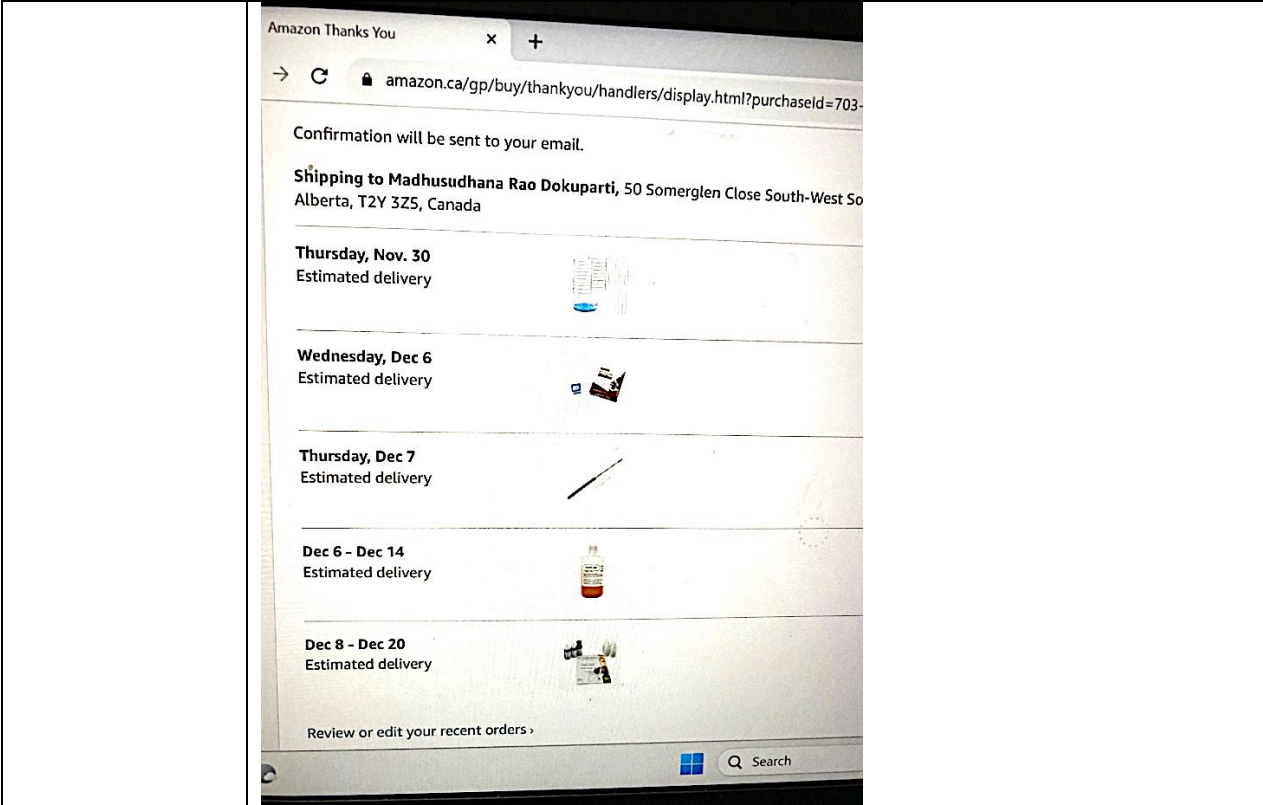 Amazon Thanks You
amazon.ca/gp/buy/thankyou/handlers/display.html?purchaseId=703-
Confirmation will be sent to your email.
Shipping to Madhusudhana Rao Dokuparti, 50 Somerglen Close South-West So
Alberta, T2Y 3Z5, Canada
Thursday, Nov. 30
Estimated delivery
Wednesday, Dec 6
Estimated delivery
Thursday, Dec 7
Estimated delivery
Dec 6 - Dec 14
Estimated delivery
Dec 8 - Dec 20
Estimated delivery
Review or edit your recent orders ›
Search